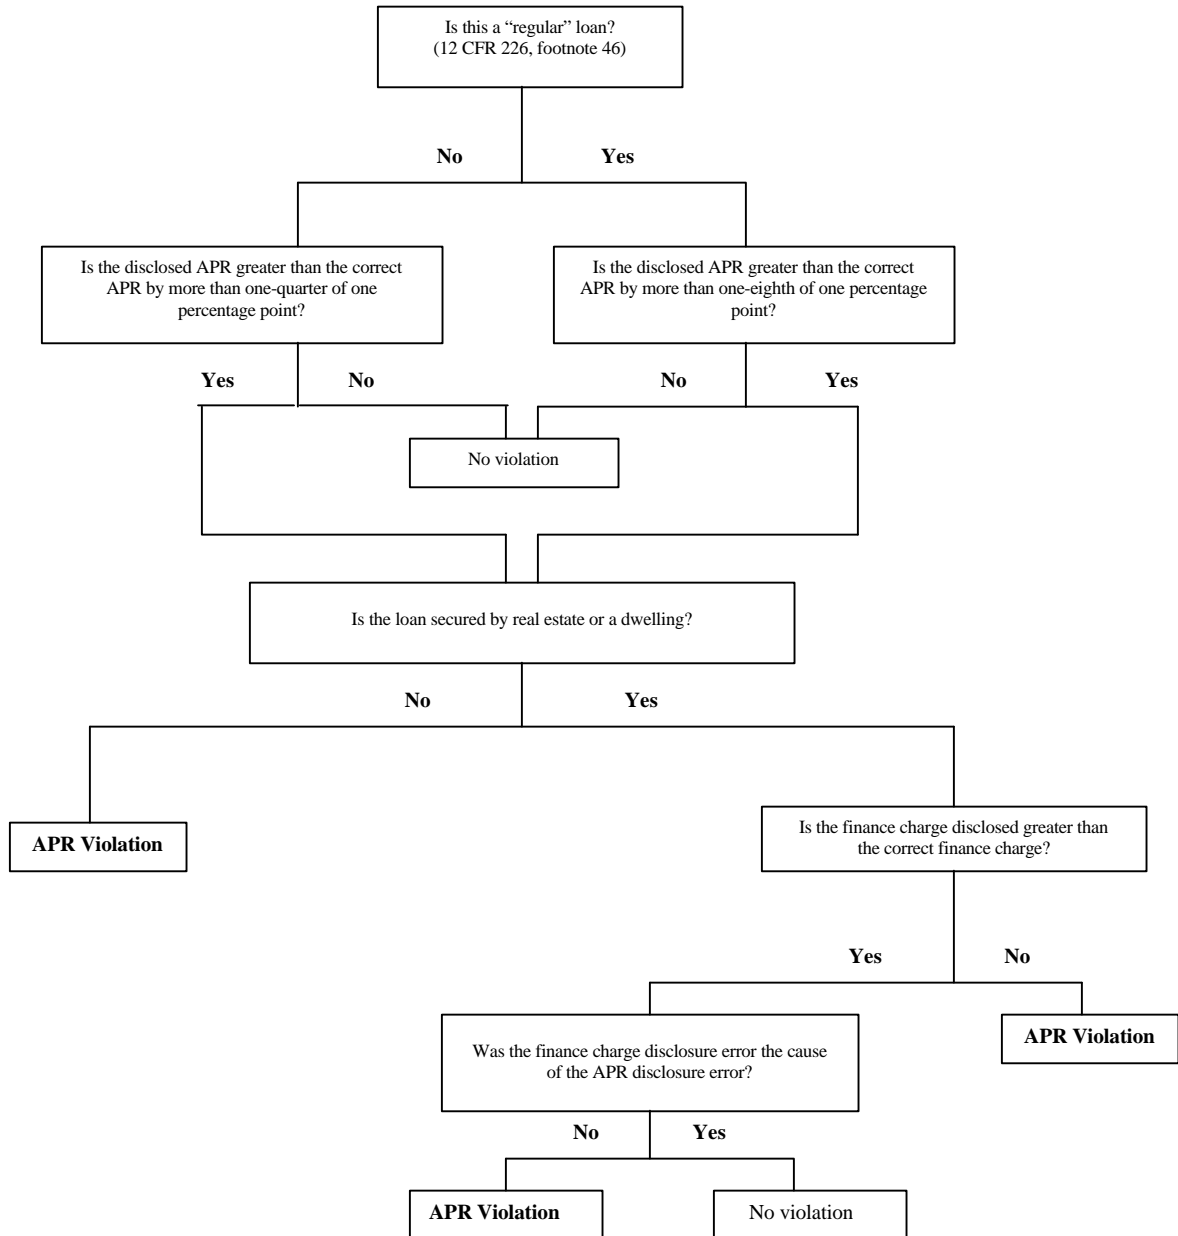 Is this a “regular” loan?
(12 CFR 226, footnote 46)
No
Yes
Is the disclosed APR greater than the correct
APR by more than one-quarter of one
percentage point?
Is the disclosed APR greater than the correct
APR by more than one-eighth of one percentage
point?
Yes
No
No
Yes
No violation
Is the loan secured by real estate or a dwelling?
No
Yes
APR Violation
Is the finance charge disclosed greater than
the correct finance charge?
Yes
No
Was the finance charge disclosure error the cause
of the APR disclosure error?
APR Violation
No
Yes
APR Violation
No violation